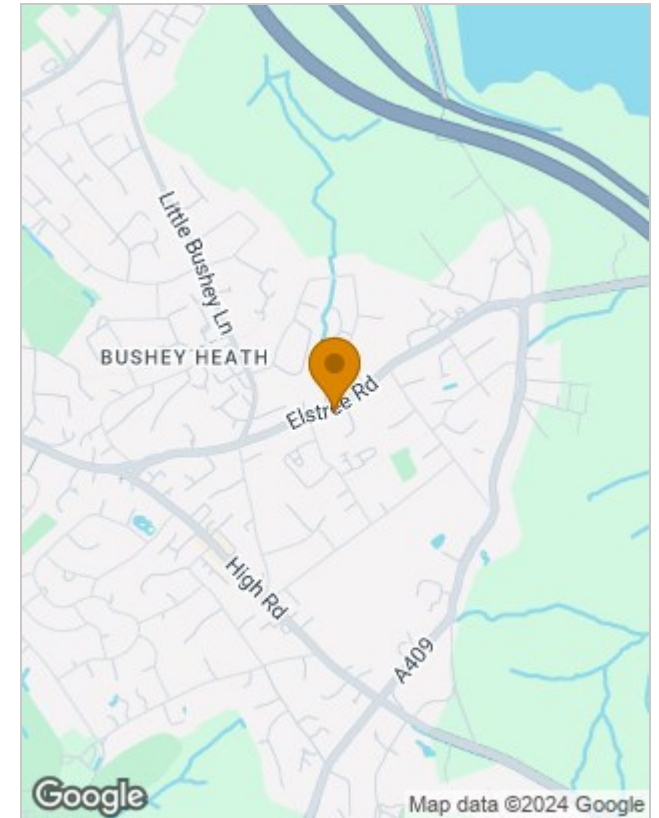 Little Bushey Ln
BUSHEY HEATH
Elstree Rd
High Rd
A409
Google
Map data ©2024 Google